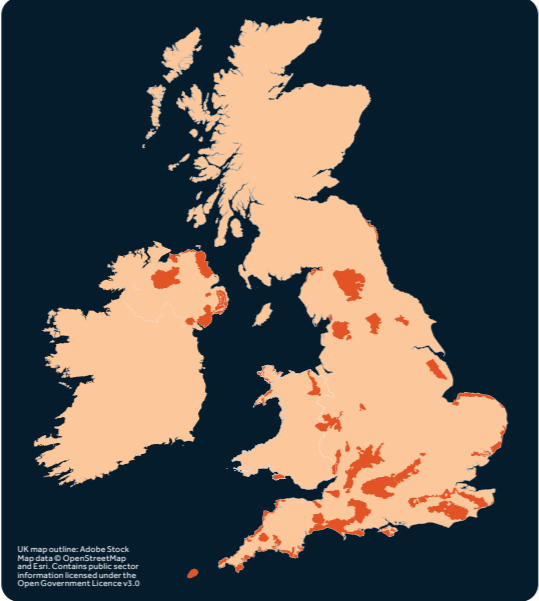 UK map outline: Adobe Stock
Map data © OpenStreetMap
and Esri. Contains public sector
information licensed under the
Open Government Licence v3.0